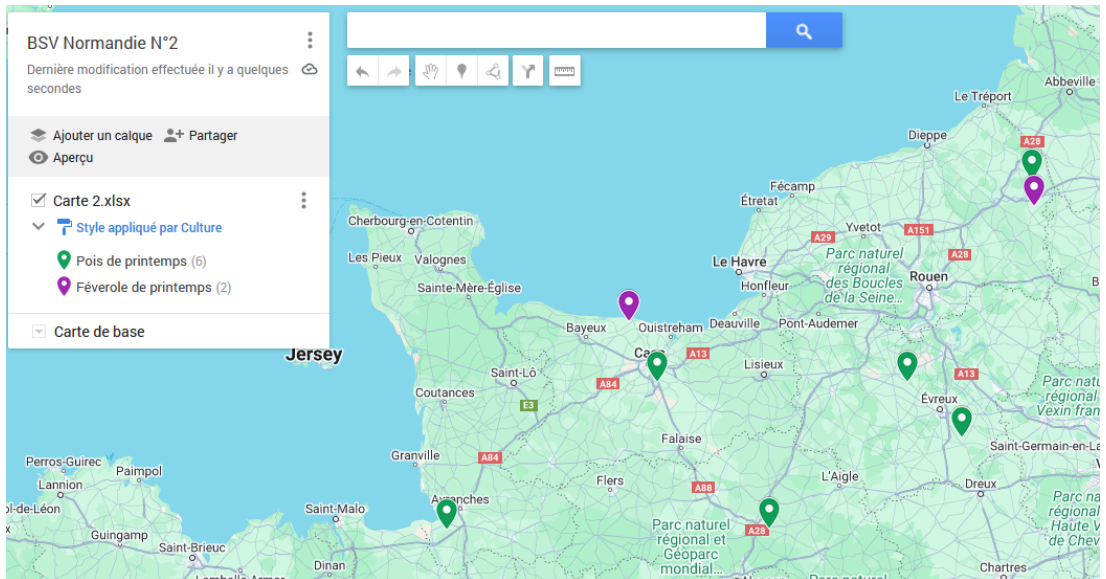 BSV Normandie N°2
Dernière modification effectuée il y a quelques
secondes
Ajouter un calque
Partager
Aperçu
Carte 2.xlsx
Style appliqué par Culture
Pois de printemps (6)
Féverole de printemps (2)
Carte de base
Abbeville
Le Tréport
Dieppe
A28
Fécamp
Étretat
Yvetot
A151
A29
A28
Cherbourg-en-Cotentin
Les Pieux
Valognes
Le Havre
Parc naturel
régional
des Boucles
de la Seine...
Rouen
Sainte-Mère-Église
Honfleur
Bayeux
Ouistreham
Deauville
Pont-Audemer
Jersey
A13
Saint-Lô
Lisieux
A84
A13
Coutances
E3
Évreux
Parc natu
régional
Vexin fran
Granville
A84
Falaise
Saint-Germain-en-La
Perros-Guirec
Paimpol
Lannion
ol-de-Léon
Flers
A88
L'Aigle
Dreux
Avranches
Saint-Malo
Guingamp
A28
Parc naturel
régional et
Géoparc
mondial...
Parc na
régional
Haute V
de Chev
Saint-Brieuc
Dinan
Chartres